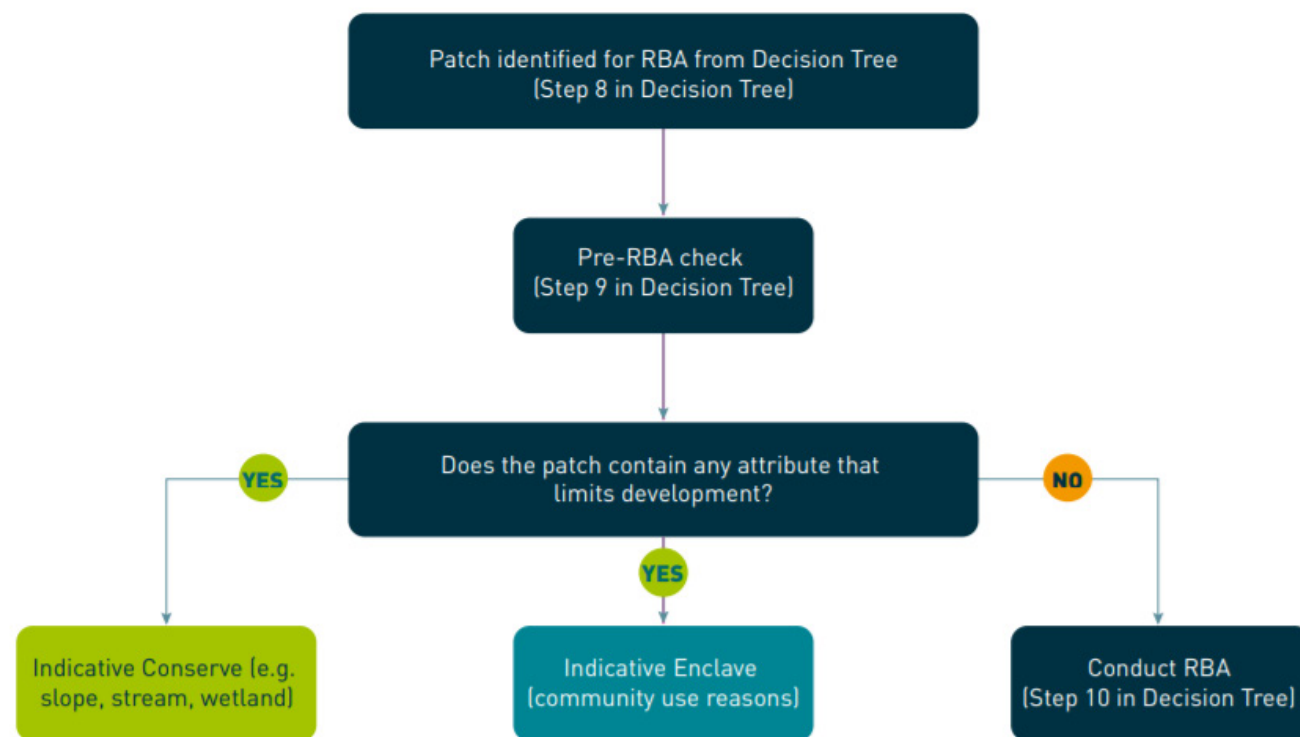 Patch identified for RBA from Decision Tree
(Step 8 in Decision Tree)
Pre-RBA check
(Step 9 in Decision Tree)
Does the patch contain any attribute that
limits development?
YES
NO
YES
Indicative Conserve (e.g.
slope, stream, wetland)
Indicative Enclave
(community use reasons)
Conduct RBA
(Step 10 in Decision Tree)